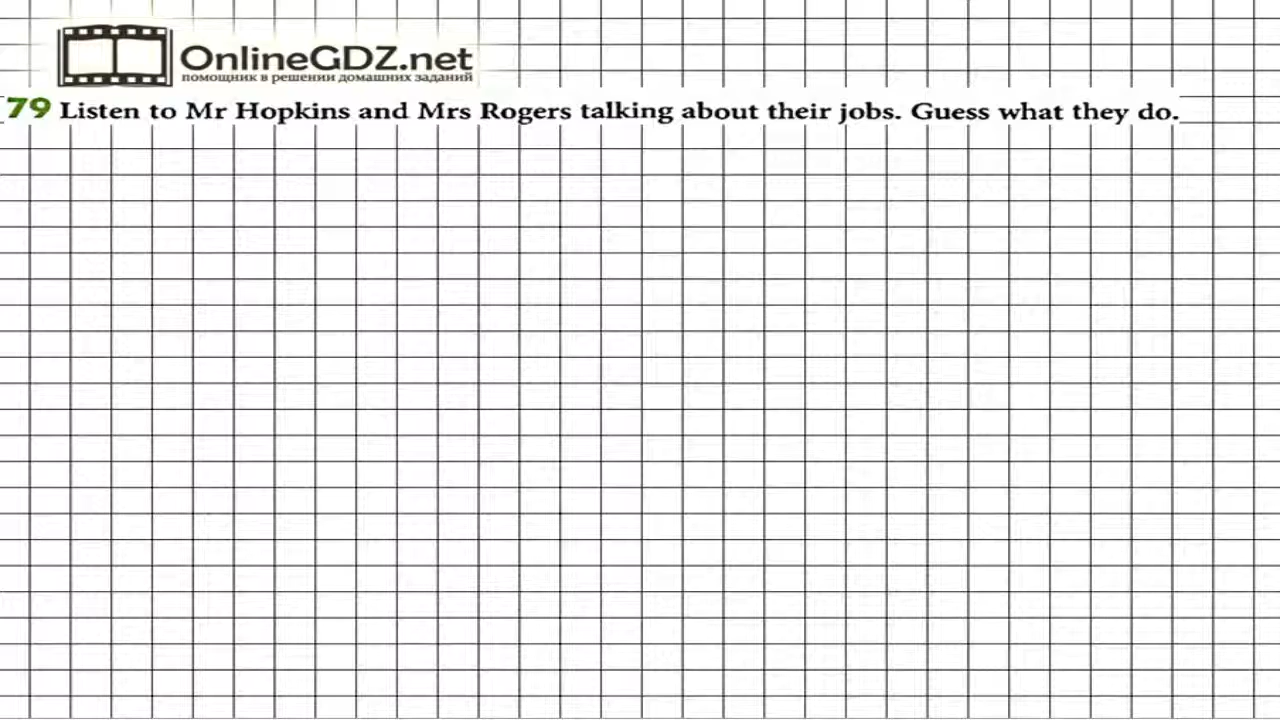 OnlineGDZ.net
помощник в решении домашних заданий
79 Listen to Mr Hopkins and Mrs Rogers talking about their jobs. Guess what they do.